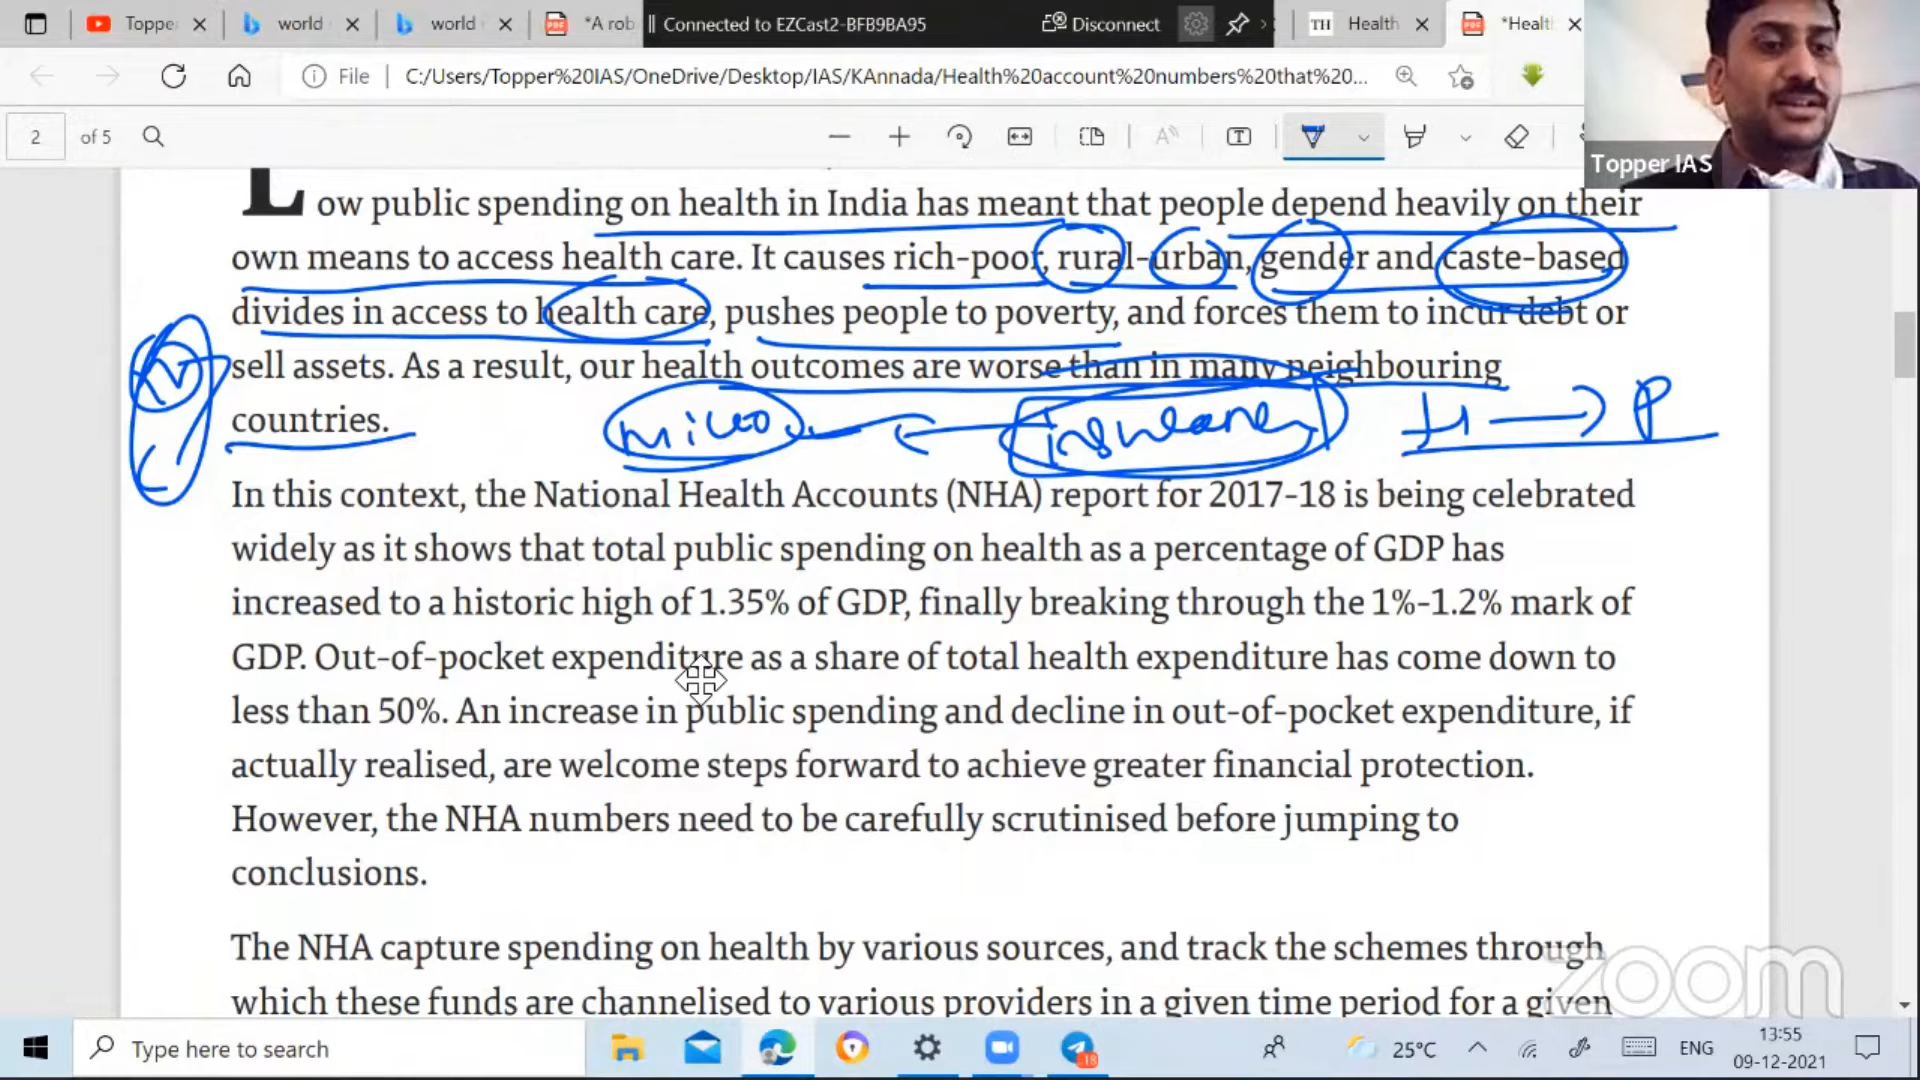 Topper
world
world
*A rob
Connected to EZCast2-BFB9BA95
Disconnect
TH Health
*Healt
File
C:/Users/Topper%20IAS/OneDrive/Desktop/IAS/KAnnada/Health%20account%20numbers%20that%20...
2 of 5
Topper IAS
Low public spending on health in India has meant that people depend heavily on their
own means to access health care. It causes rich-poor, rural-urban, gender and caste-based
divides in access to health care, pushes people to poverty, and forces them to incur debt or
sell assets. As a result, our health outcomes are worse than in many neighbouring
countries.
micro
H → P
In this context, the National Health Accounts (NHA) report for 2017-18 is being celebrated
widely as it shows that total public spending on health as a percentage of GDP has
increased to a historic high of 1.35% of GDP, finally breaking through the 1%-1.2% mark of
GDP. Out-of-pocket expenditure as a share of total health expenditure has come down to
less than 50%. An increase in public spending and decline in out-of-pocket expenditure, if
actually realised, are welcome steps forward to achieve greater financial protection.
However, the NHA numbers need to be carefully scrutinised before jumping to
conclusions.
The NHA capture spending on health by various sources, and track the schemes through
which these funds are channelised to various providers in a given time period for a given
zoom
Type here to search
18
25°C
ENG
13:55
09-12-2021